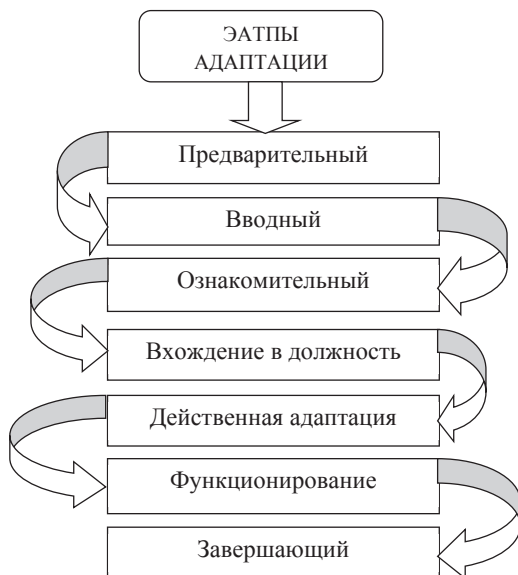 ЭАТПЫ
АДАПТАЦИИ
Предварительный
Вводный
Ознакомительный
Вхождение в должность
Действенная адаптация
Функционирование
Завершающий